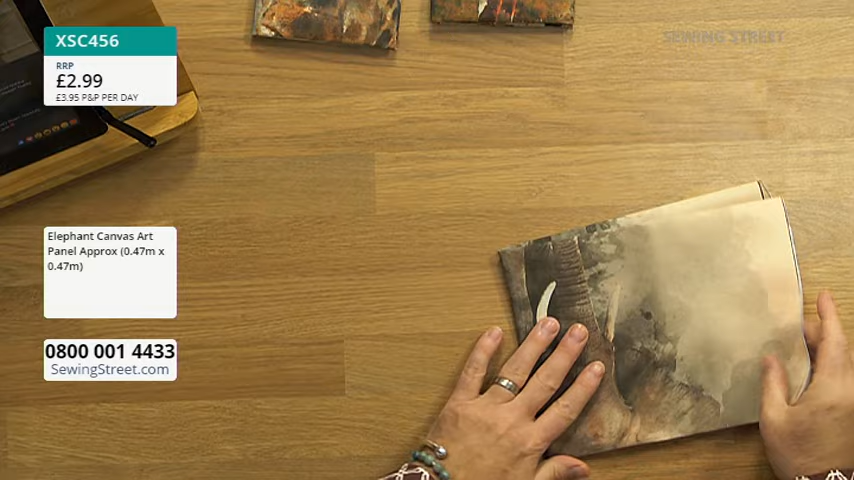 XSC456
RRP
£2.99
£3.95 P&P PER DAY
SEWING STREET
Elephant Canvas Art
Panel Approx (0.47m x
0.47m)
0800 001 4433
SewingStreet.com